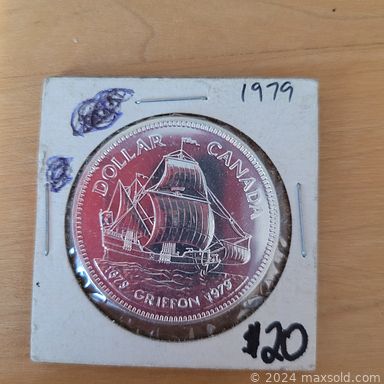 1979
DOLLAR CANADA
1679 GRIFFON 1979
$20
© 2024 maxsold.com